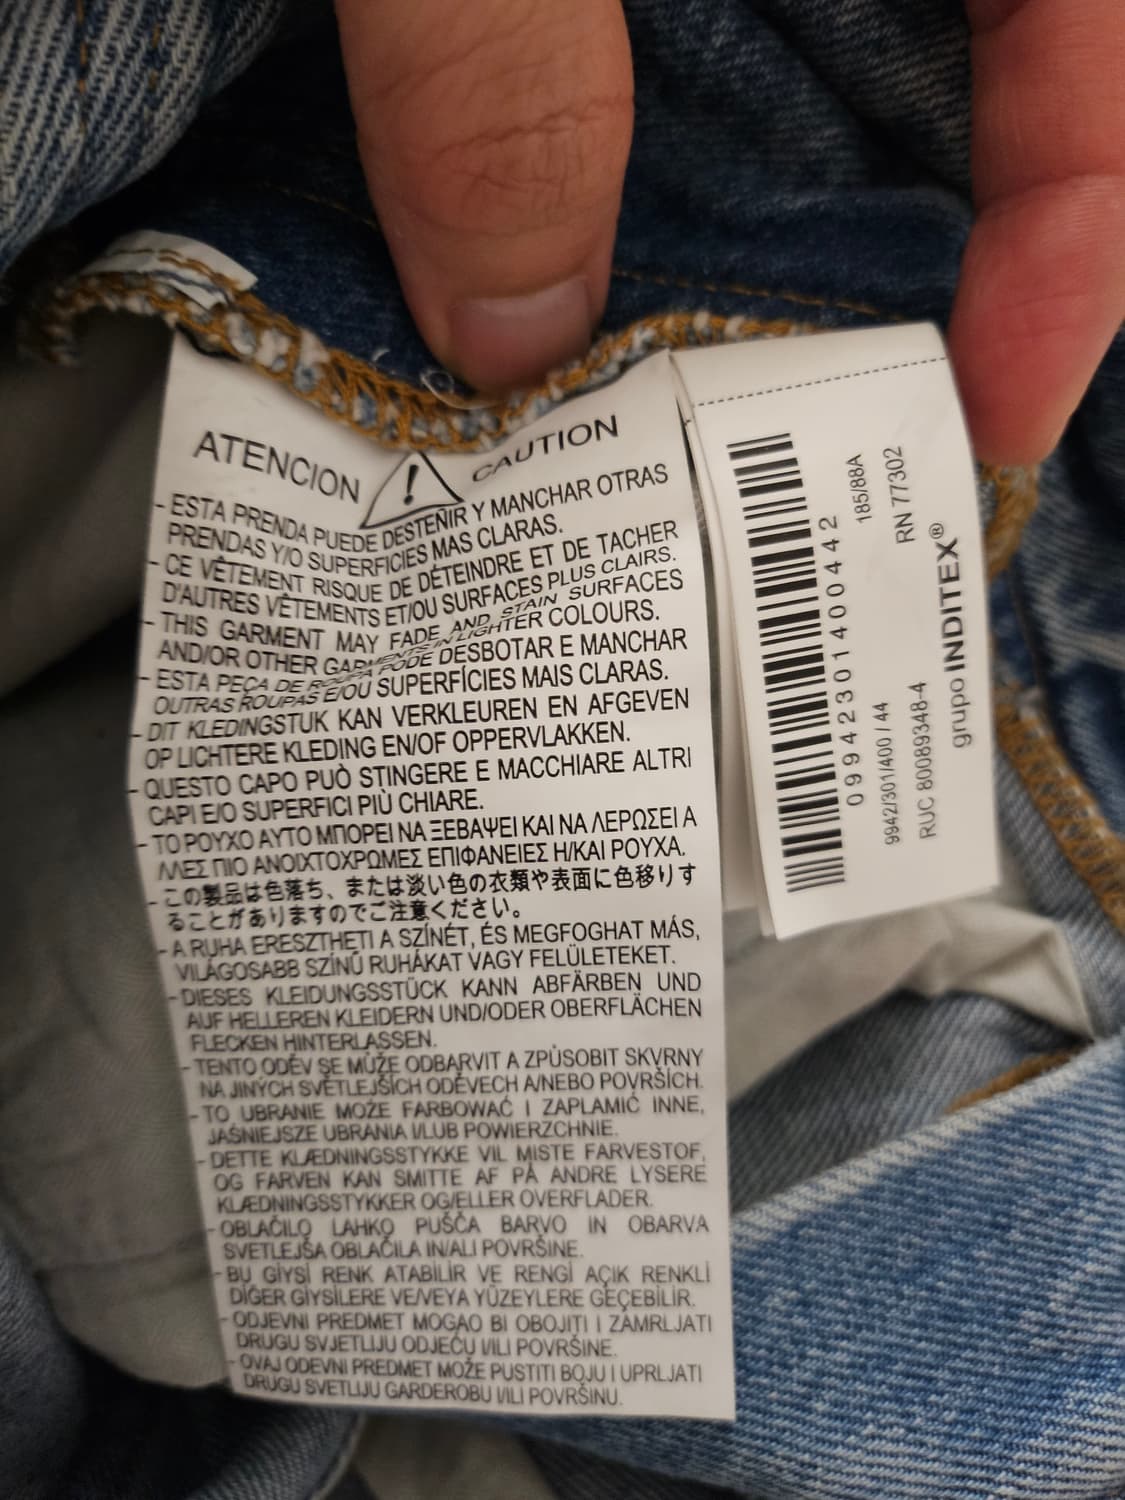 ATENCION
CAUTION
- ESTA PRENDA PUEDE DESTEÑIR Y MANCHAR OTRAS
PRENDAS Y/O SUPERFICIES MAS CLARAS.
- CE VÊTEMENT RISQUE DE DÉTEINDRE ET DE TACHER
D'AUTRES VÊTEMENTS ET/OU SURFACES PLUS CLAIRS.
- THIS GARMENT MAY FADE AND STAIN SURFACES
AND/OR OTHER GARMENTS IN LIGHTER COLOURS.
- ESTA PEÇA DE ROUPA PODE DESBOTAR E MANCHAR
OUTRAS ROUPAS E/OU SUPERFÍCIES MAIS CLARAS.
- DIT KLEDINGSTUK KAN VERKLEUREN EN AFGEVEN
OP LICHTERE KLEDING EN/OF OPPERVLAKKEN.
- QUESTO CAPO PUÒ STINGERE E MACCHIARE ALTRI
CAPI E/O SUPERFICI PIÙ CHIARE.
- ΤΟ ΡΟΥΧΟ ΑΥΤΟ ΜΠΟΡΕΙ ΝΑ ΞΕΒΑΨΕΙ ΚΑΙ ΝΑ ΛΕΡΩΣΕΙ Α
ΛΛΕΣ ΠΙΟ ΑΝΟΙΧΤΟΧΡΩΜΕΣ ΕΠΙΦΑΝΕΙΕΣ Η/ΚΑΙ ΡΟΥΧΑ.
- この製品は色落ち、または淡い色の衣類や表面に色移りす
ることがありますのでご注意ください。
- A RUHA ERESZTHETI A SZÍNÉT, ÉS MEGFOGHAT MÁS,
VILÁGOSABB SZÍNŰ RUHÁKAT VAGY FELÜLETEKET.
- DIESES KLEIDUNGSSTÜCK KANN ABFÄRBEN UND
AUF HELLEREN KLEIDERN UND/ODER OBERFLÄCHEN
FLECKEN HINTERLASSEN.
- TENTO ODĚV SE MŮŽE ODBARVIT A ZPŮSOBIT SKVRNY
NA JINÝCH SVĚTLEJŠÍCH ODĚVECH A/NEBO POVRŠÍCH.
- TO UBRANIE MOŻE FARBOWAĆ I ZAPLAMIĆ INNE,
JAŚNIEJSZE UBRANIA I/LUB POWIERZCHNIE.
- DETTE KLÆDNINGSSTYKKE VIL MISTE FARVESTOF,
OG FARVEN KAN SMITTE AF PÅ ANDRE LYSERE
KLÆDNINGSSTYKKER OG/ELLER OVERFLADER.
- OBLAČILO LAHKO PUŠČA BARVO IN OBARVA
SVETLEJŠA OBLAČILA IN/ALI POVRŠINE.
- BU GİYSİ RENK ATABİLİR VE RENGİ AÇIK RENKLİ
DİĞER GİYSİLERE VE/VEYA YÜZEYLERE GEÇEBİLİR.
- ODJEVNI PREDMET MOGAO BI OBOJITI I ZAMRLJATI
DRUGU SVJETLIJU ODJEĆU I/ILI POVRŠINE.
- OVAJ ODEVNI PREDMET MOŽE PUSTITI BOJU I UPRLJATI
DRUGU SVETLIJU GARDEROBU I/ILI POVRŠINU.
09942301400442
185/88A
9942/301/400 / 44
RN 77302
RUC 80089348-4
grupo INDITEX®